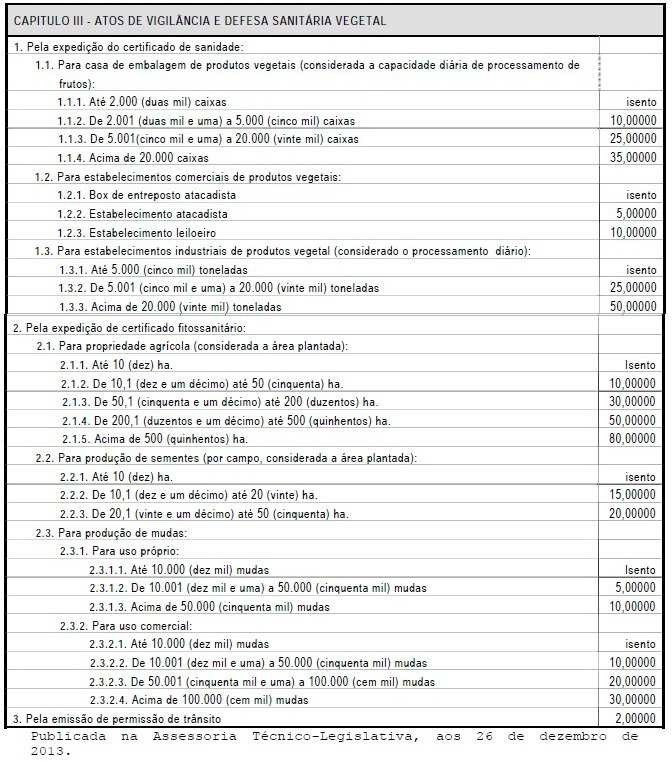 CAPITULO III - ATOS DE VIGILÂNCIA E DEFESA SANITÁRIA VEGETAL
1. Pela expedição do certificado de sanidade:
1.1. Para casa de embalagem de produtos vegetais (considerada a capacidade diária de processamento de
frutos):
1.1.1. Até 2.000 (duas mil) caixas isento
1.1.2. De 2.001 (duas mil e uma) a 5.000 (cinco mil) caixas 10,00000
1.1.3. De 5.001(cinco mil e uma) a 20.000 (vinte mil) caixas 25,00000
1.1.4. Acima de 20.000 caixas 35,00000
1.2. Para estabelecimentos comerciais de produtos vegetais:
1.2.1. Box de entreposto atacadista isento
1.2.2. Estabelecimento atacadista 5,00000
1.2.3. Estabelecimento leiloeiro 10,00000
1.3. Para estabelecimentos industriais de produtos vegetal (considerado o processamento diário):
1.3.1. Até 5.000 (cinco mil) toneladas isento
1.3.2. De 5.001 (cinco mil e uma) a 20.000 (vinte mil) toneladas 25,00000
1.3.3. Acima de 20.000 (vinte mil) toneladas 50,00000
2. Pela expedição de certificado fitossanitário:
2.1. Para propriedade agrícola (considerada a área plantada):
2.1.1. Até 10 (dez) ha. Isento
2.1.2. De 10,1 (dez e um décimo) até 50 (cinquenta) ha. 10,00000
2.1.3. De 50,1 (cinquenta e um décimo) até 200 (duzentos) ha. 30,00000
2.1.4. De 200,1 (duzentos e um décimo) até 500 (quinhentos) ha. 50,00000
2.1.5. Acima de 500 (quinhentos) ha. 80,00000
2.2. Para produção de sementes (por campo, considerada a área plantada):
2.2.1. Até 10 (dez) ha. isento
2.2.2. De 10,1 (dez e um décimo) até 20 (vinte) ha. 15,00000
2.2.3. De 20,1 (vinte e um décimo) até 50 (cinquenta) ha. 20,00000
2.3. Para produção de mudas:
2.3.1. Para uso próprio:
2.3.1.1. Até 10.000 (dez mil) mudas Isento
2.3.1.2. De 10.001 (dez mil e uma) a 50.000 (cinquenta mil) mudas 5,00000
2.3.1.3. Acima de 50.000 (cinquenta mil) mudas 10,00000
2.3.2. Para uso comercial:
2.3.2.1. Até 10.000 (dez mil) mudas isento
2.3.2.2. De 10.001 (dez mil e uma) a 50.000 (cinquenta mil) mudas 10,00000
2.3.2.3. De 50.001 (cinquenta mil e uma) a 100.000 (cem mil) mudas 20,00000
2.3.2.4. Acima de 100.000 (cem mil) mudas 30,00000
3. Pela emissão de permissão de trânsito 2,00000
Publicada na Assessoria Técnico-Legislativa, aos 26 de dezembro de
2013.